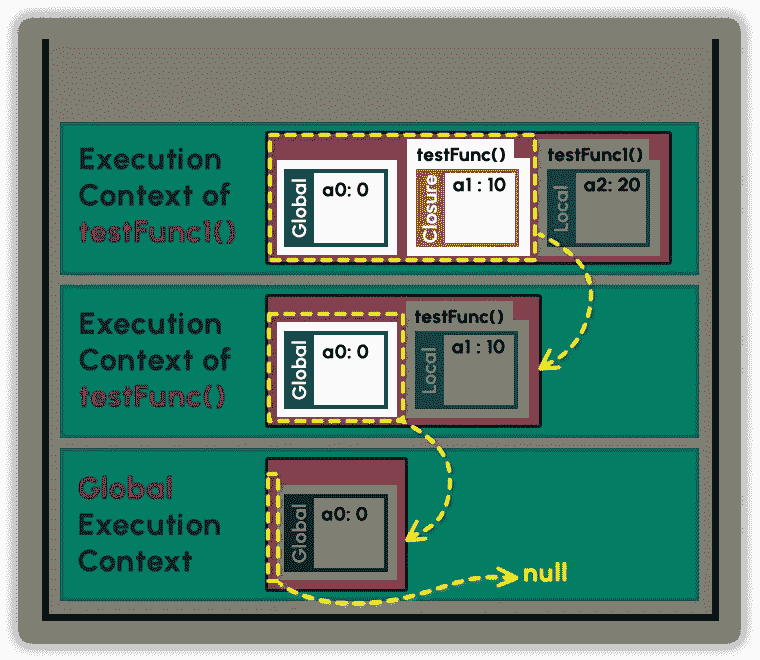 Execution
Context of
testFunc1()
Global
a0: 0
testFunc()
Closure
a1 : 10
testFunc1()
Local
a2: 20
Execution
Context of
testFunc()
Global
a0: 0
testFunc()
Local
a1 : 10
Global
Execution
Context
Global
a0: 0
null